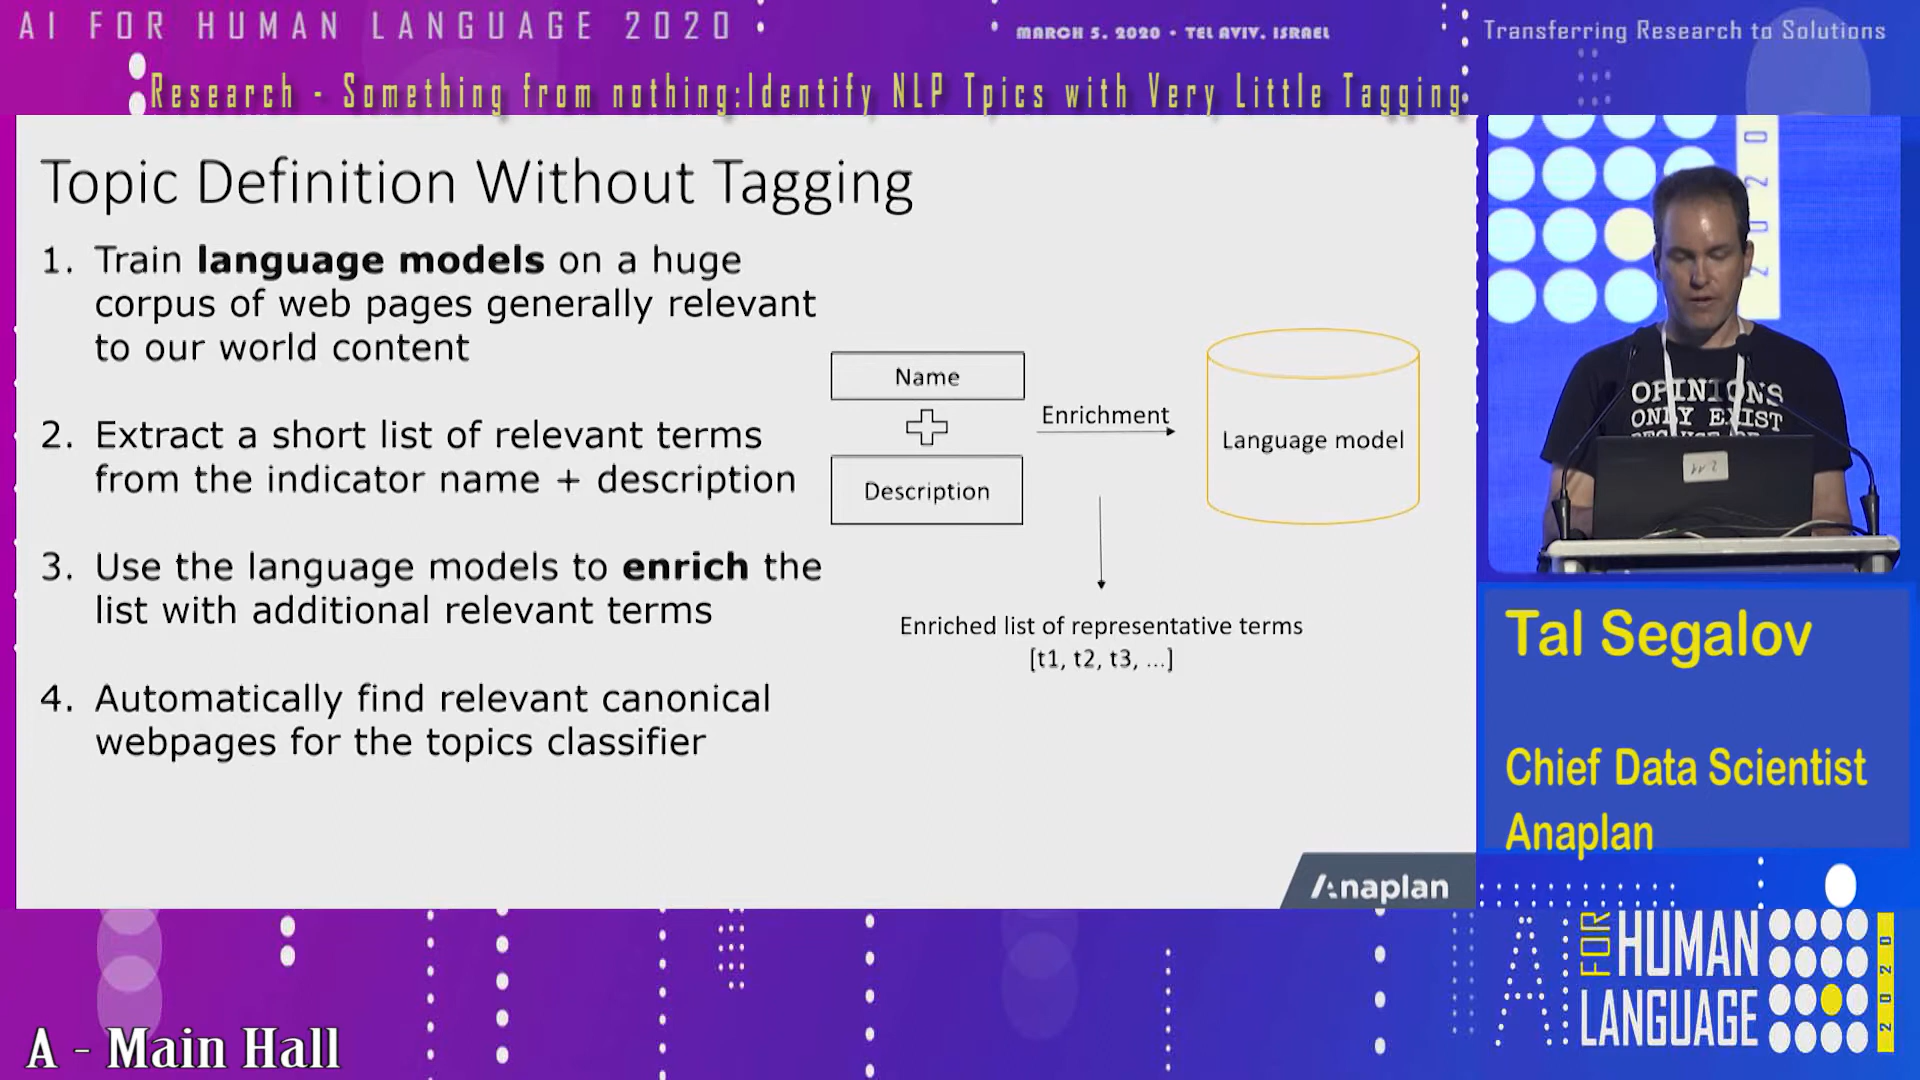 AI FOR HUMAN LANGUAGE 2020
MARCH 5. 2020 • TEL AVIV. ISRAEL
Transferring Research to Solutions
Research - Something from nothing:Identify NLP Tpics with Very Little Tagging
Topic Definition Without Tagging
1. Train language models on a huge
corpus of web pages generally relevant
to our world content
2. Extract a short list of relevant terms
from the indicator name + description
3. Use the language models to enrich the
list with additional relevant terms
4. Automatically find relevant canonical
webpages for the topics classifier
Name
Description
Enrichment
Language model
Enriched list of representative terms
[t1, t2, t3, ...]
Anaplan
2020
OPINIONS
ONLY EXIST
Tal Segalov
Chief Data Scientist
Anaplan
AI FOR HUMAN
LANGUAGE
2020
A - Main Hall